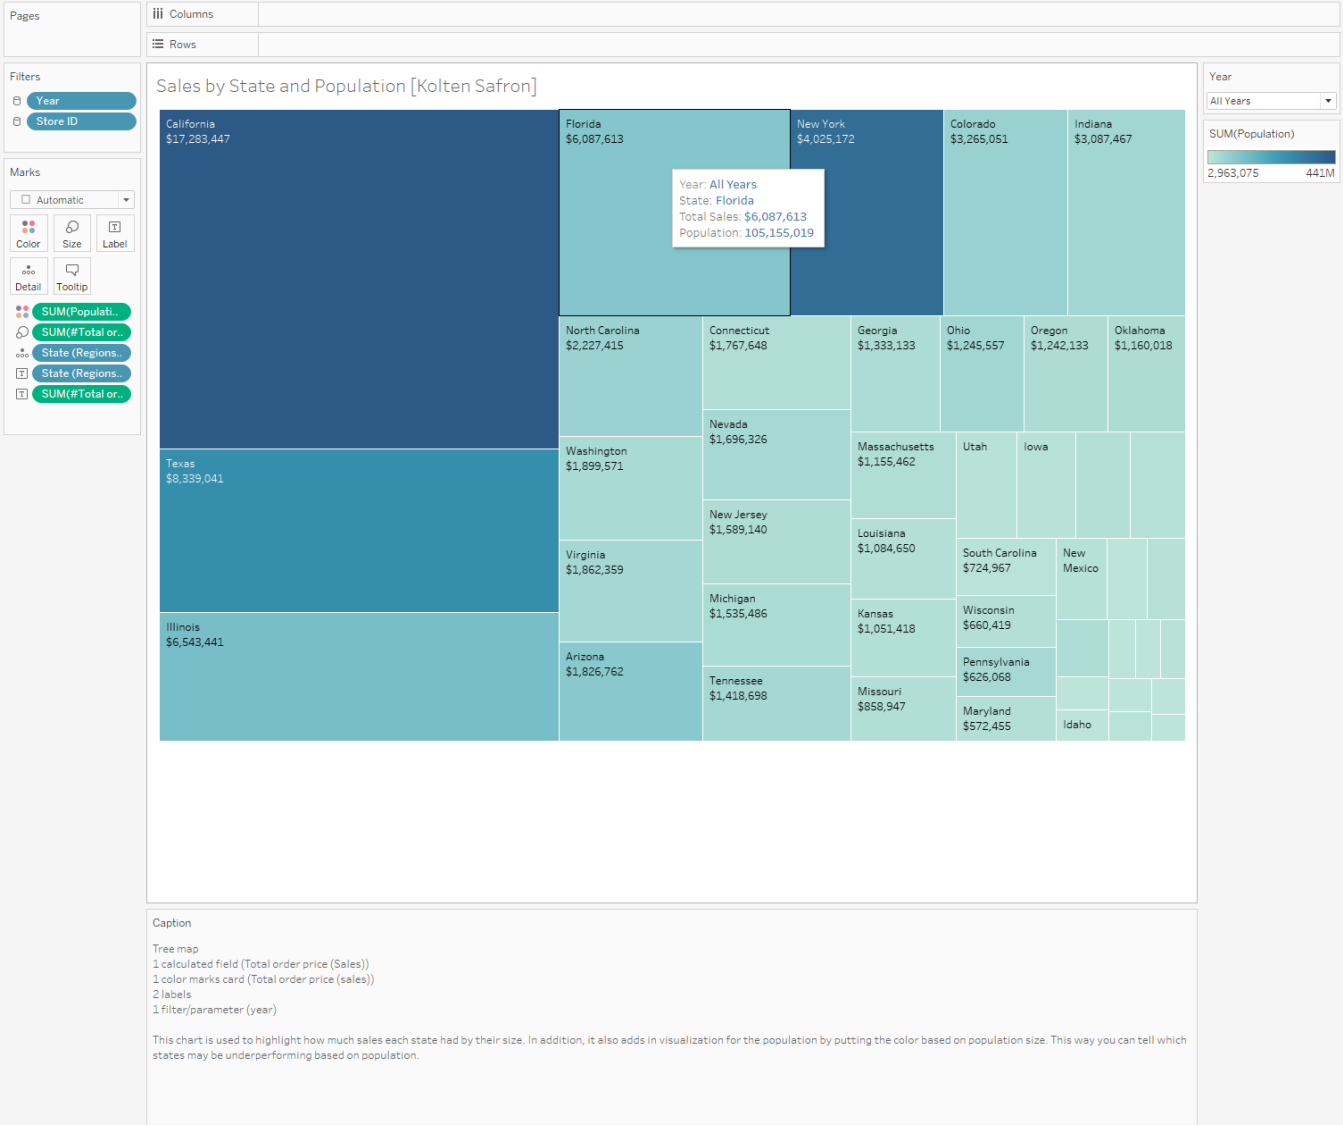 Pages
Columns
Rows
Filters
Year
Store ID
Marks
Automatic
Color
Size
Label
Detail
Tooltip
SUM(Populati..
SUM(#Total or..
State (Regions..
State (Regions..
SUM(#Total or..
Sales by State and Population [Kolten Safron]
California
$17,283,447
Texas
$8,339,041
Illinois
$6,543,441
Florida
$6,087,613
Year: All Years
State: Florida
Total Sales: $6,087,613
Population: 105,155,019
New York
$4,025,172
Colorado
$3,265,051
Indiana
$3,087,467
North Carolina
$2,227,415
Washington
$1,899,571
Virginia
$1,862,359
Arizona
$1,826,762
Connecticut
$1,767,648
Nevada
$1,696,326
New Jersey
$1,589,140
Michigan
$1,535,486
Tennessee
$1,418,698
Georgia
$1,333,133
Ohio
$1,245,557
Oregon
$1,242,133
Oklahoma
$1,160,018
Massachusetts
$1,155,462
Louisiana
$1,084,650
Kansas
$1,051,418
Missouri
$858,947
Utah
Iowa
South Carolina
$724,967
Wisconsin
$660,419
Pennsylvania
$626,068
Maryland
$572,455
New
Mexico
Idaho
Year
All Years
SUM(Population)
2,963,075 441M
Caption
Tree map
1 calculated field (Total order price (Sales))
1 color marks card (Total order price (sales))
2 labels
1 filter/parameter (year)
This chart is used to highlight how much sales each state had by their size. In addition, it also adds in visualization for the population by putting the color based on population size. This way you can tell which
states may be underperforming based on population.